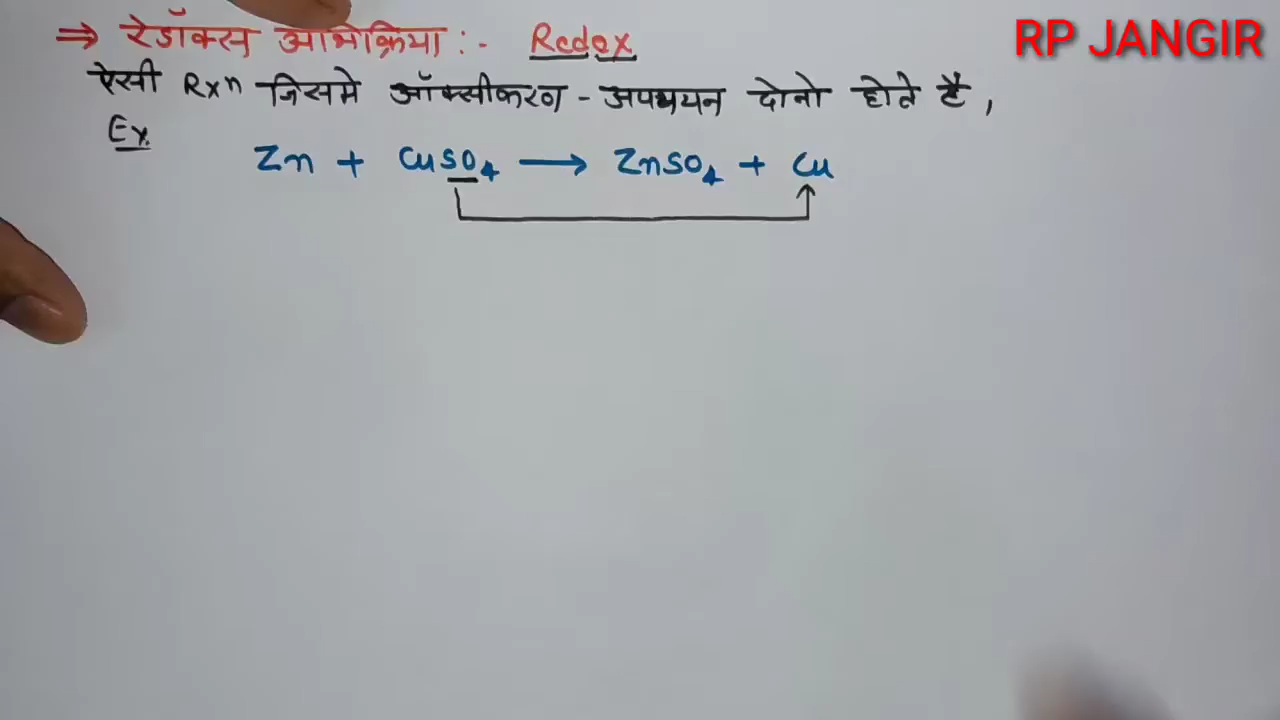 ⇒ रेडॉक्स अभिक्रिया :- Redox
RP JANGIR
ऐसी Rxn जिसमे ऑक्सीकरण - अपचयन दोनो होते है,
Ex.
Zn + CuSO₄ ⟶ ZnSO₄ + Cu